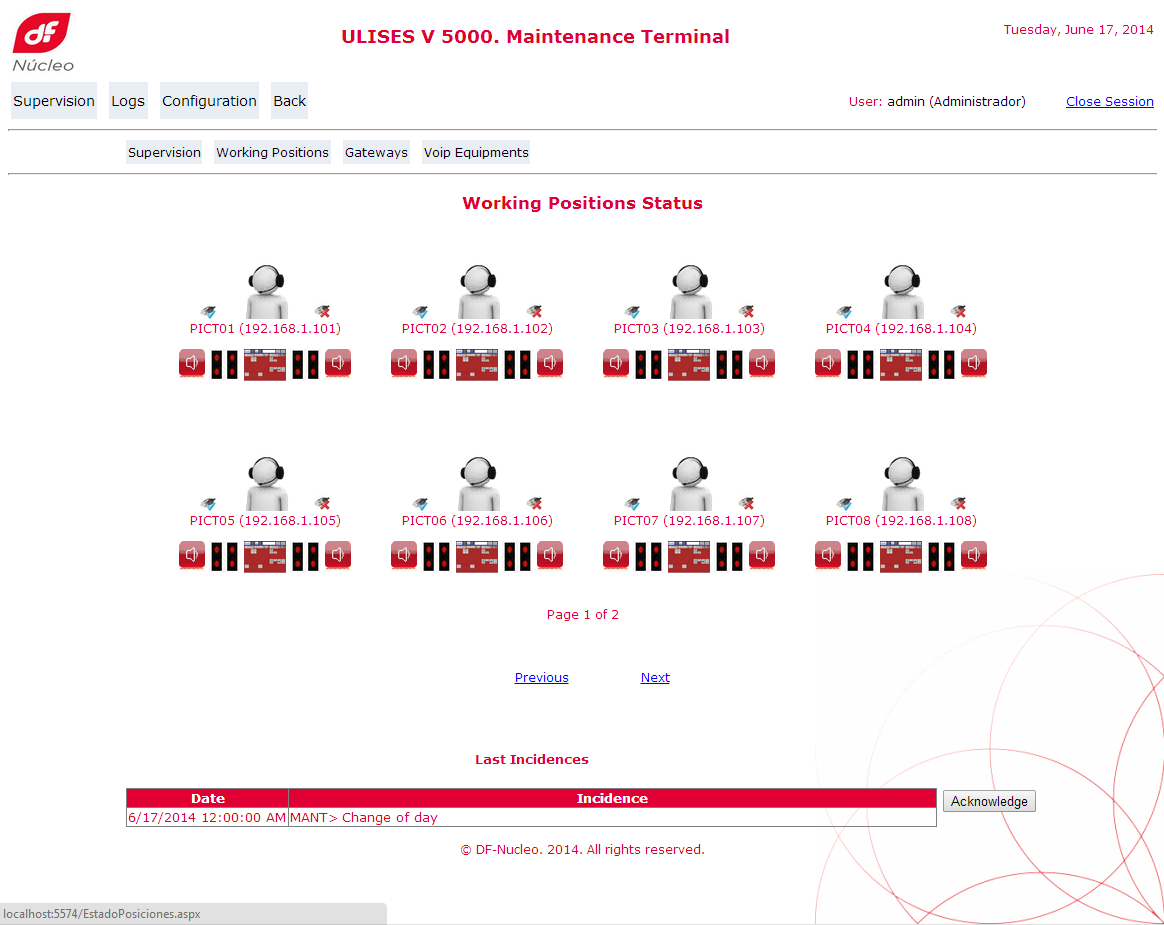 df
Núcleo
ULISES V 5000. Maintenance Terminal
Tuesday, June 17, 2014
Supervision Logs Configuration Back
User: admin (Administrador) Close Session
Supervision Working Positions Gateways Voip Equipments
Working Positions Status
PICT01 (192.168.1.101) PICT02 (192.168.1.102) PICT03 (192.168.1.103) PICT04 (192.168.1.104)
PICT05 (192.168.1.105) PICT06 (192.168.1.106) PICT07 (192.168.1.107) PICT08 (192.168.1.108)
Page 1 of 2
Previous Next
Last Incidences
Date Incidence
6/17/2014 12:00:00 AM MANT> Change of day
Acknowledge
© DF-Nucleo. 2014. All rights reserved.
localhost:5574/EstadoPosiciones.aspx